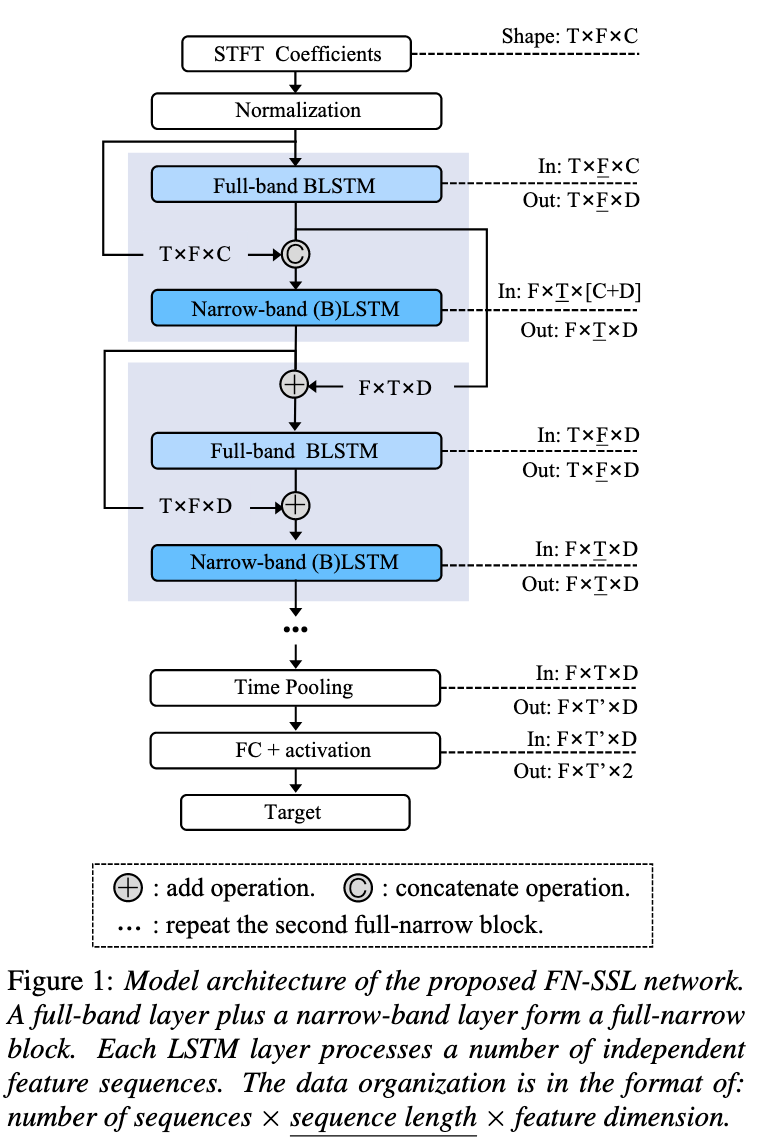 STFT Coefficients
Shape: T×F×C
Normalization
Full-band BLSTM
In: T×F×C
Out: T×F×D
T×F×C
C
Narrow-band (B)LSTM
In: F×T×[C+D]
Out: F×T×D
+
F×T×D
Full-band BLSTM
In: T×F×D
Out: T×F×D
T×F×D
+
Narrow-band (B)LSTM
In: F×T×D
Out: F×T×D
•••
Time Pooling
In: F×T×D
Out: F×T’×D
FC + activation
In: F×T’×D
Out: F×T’×2
Target
+ : add operation. C : concatenate operation.
••• : repeat the second full-narrow block.
Figure 1: Model architecture of the proposed FN-SSL network.
A full-band layer plus a narrow-band layer form a full-narrow
block. Each LSTM layer processes a number of independent
feature sequences. The data organization is in the format of:
number of sequences × sequence length × feature dimension.